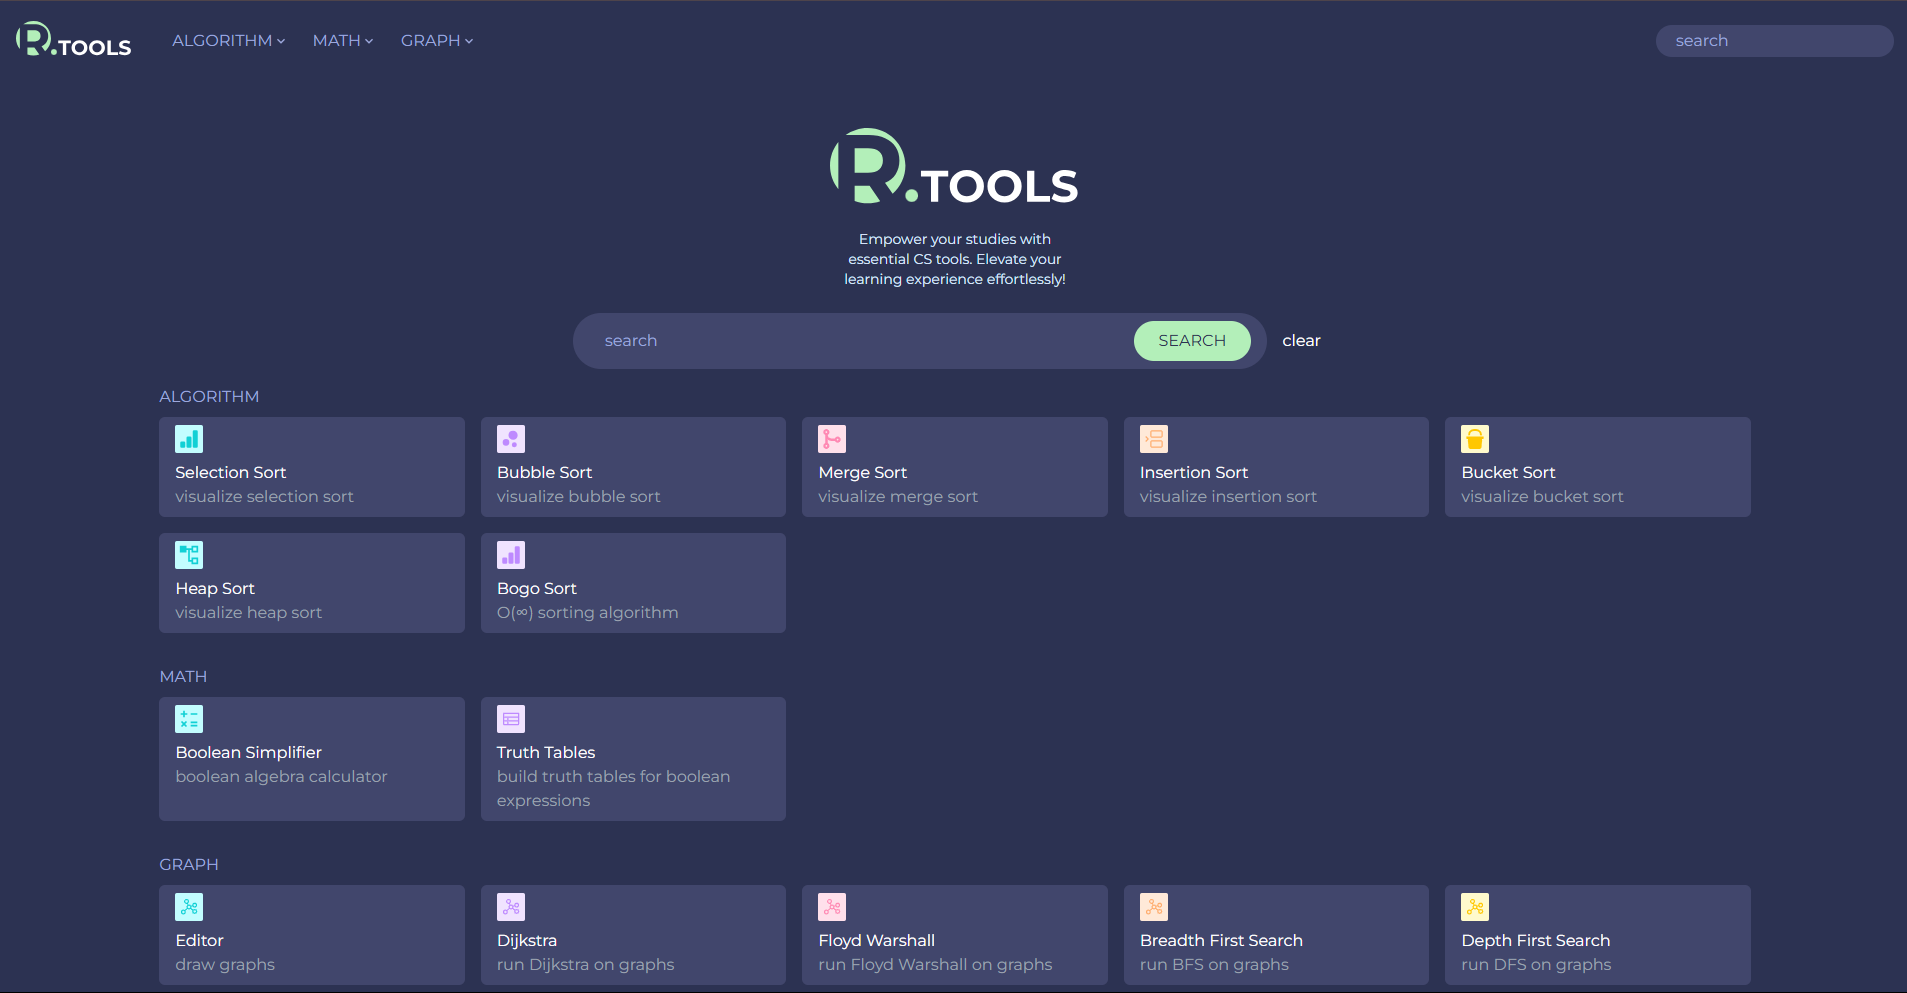 R.TOOLS
ALGORITHM MATH GRAPH search
R.TOOLS
Empower your studies with
essential CS tools. Elevate your
learning experience effortlessly!
search SEARCH clear
ALGORITHM
Selection Sort
visualize selection sort
Bubble Sort
visualize bubble sort
Merge Sort
visualize merge sort
Insertion Sort
visualize insertion sort
Bucket Sort
visualize bucket sort
Heap Sort
visualize heap sort
Bogo Sort
O(∞) sorting algorithm
MATH
Boolean Simplifier
boolean algebra calculator
Truth Tables
build truth tables for boolean
expressions
GRAPH
Editor
draw graphs
Dijkstra
run Dijkstra on graphs
Floyd Warshall
run Floyd Warshall on graphs
Breadth First Search
run BFS on graphs
Depth First Search
run DFS on graphs